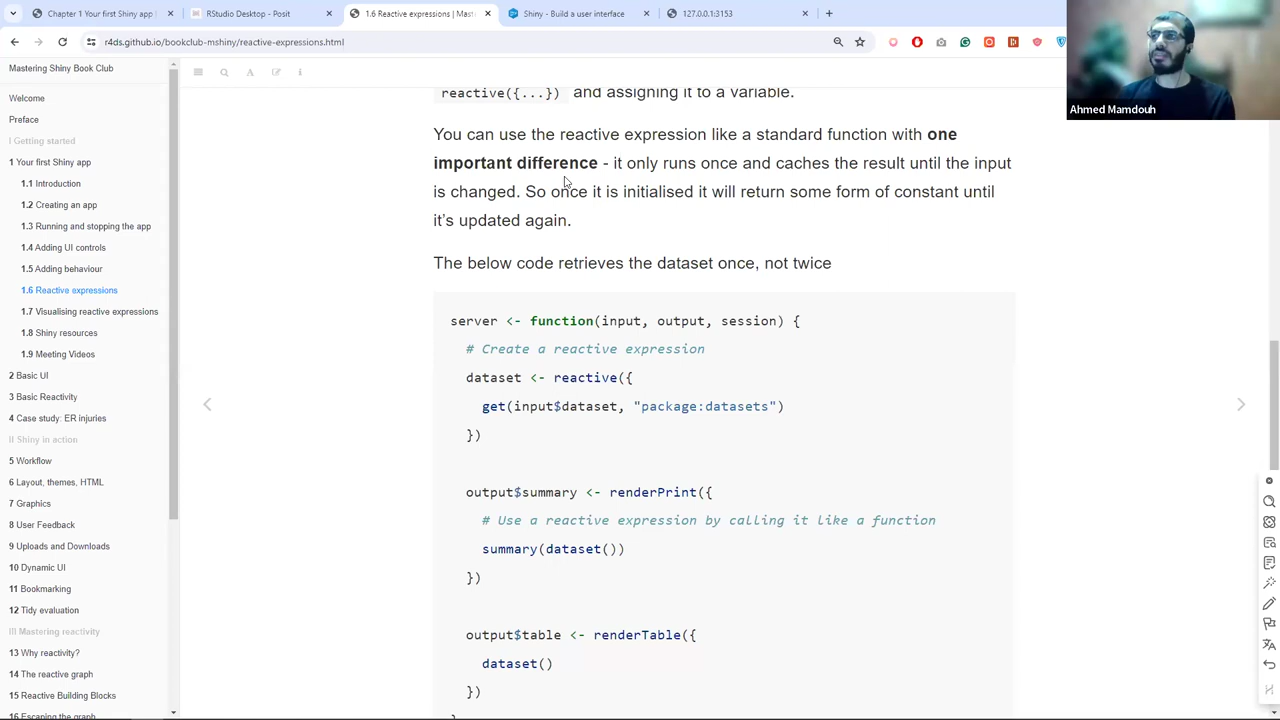 Chapter 1 Your first Shiny app |
RStudio Desktop - Posit
1.6 Reactive expressions | Mast
Shiny - Build a user interface
127.0.0.1:3153
r4ds.github.io/bookclub-mshiny/reactive-expressions.html
Ahmed Mamdouh
Mastering Shiny Book Club
Welcome
Preface
I Getting started
1 Your first Shiny app
1.1 Introduction
1.2 Creating an app
1.3 Running and stopping the app
1.4 Adding UI controls
1.5 Adding behaviour
1.6 Reactive expressions
1.7 Visualising reactive expressions
1.8 Shiny resources
1.9 Meeting Videos
2 Basic UI
3 Basic Reactivity
4 Case study: ER injuries
II Shiny in action
5 Workflow
6 Layout, themes, HTML
7 Graphics
8 User Feedback
9 Uploads and Downloads
10 Dynamic UI
11 Bookmarking
12 Tidy evaluation
III Mastering reactivity
13 Why reactivity?
14 The reactive graph
15 Reactive Building Blocks
16 Escaping the graph
reactive({...}) and assigning it to a variable.
You can use the reactive expression like a standard function with one
important difference - it only runs once and caches the result until the input
is changed. So once it is initialised it will return some form of constant until
it's updated again.
The below code retrieves the dataset once, not twice
server <- function(input, output, session) {
# Create a reactive expression
dataset <- reactive({
get(input$dataset, "package:datasets")
})
output$summary <- renderPrint({
# Use a reactive expression by calling it like a function
summary(dataset())
})
output$table <- renderTable({
dataset()
})
}